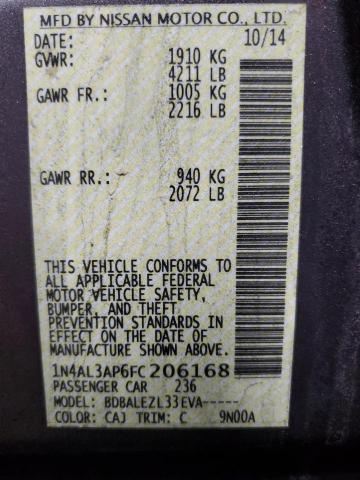 MFD BY NISSAN MOTOR CO., LTD.
DATE: 10/14
GVWR: 1910 KG
4211 LB
GAWR FR.: 1005 KG
2216 LB
GAWR RR.: 940 KG
2072 LB
THIS VEHICLE CONFORMS TO
ALL APPLICABLE FEDERAL
MOTOR VEHICLE SAFETY,
BUMPER, AND THEFT
PREVENTION STANDARDS IN
EFFECT ON THE DATE OF
MANUFACTURE SHOWN ABOVE.
1N4AL3AP6FC206168
PASSENGER CAR 236
MODEL: BDBALEZL33EVA-----
COLOR: CAJ TRIM: C 9N00A